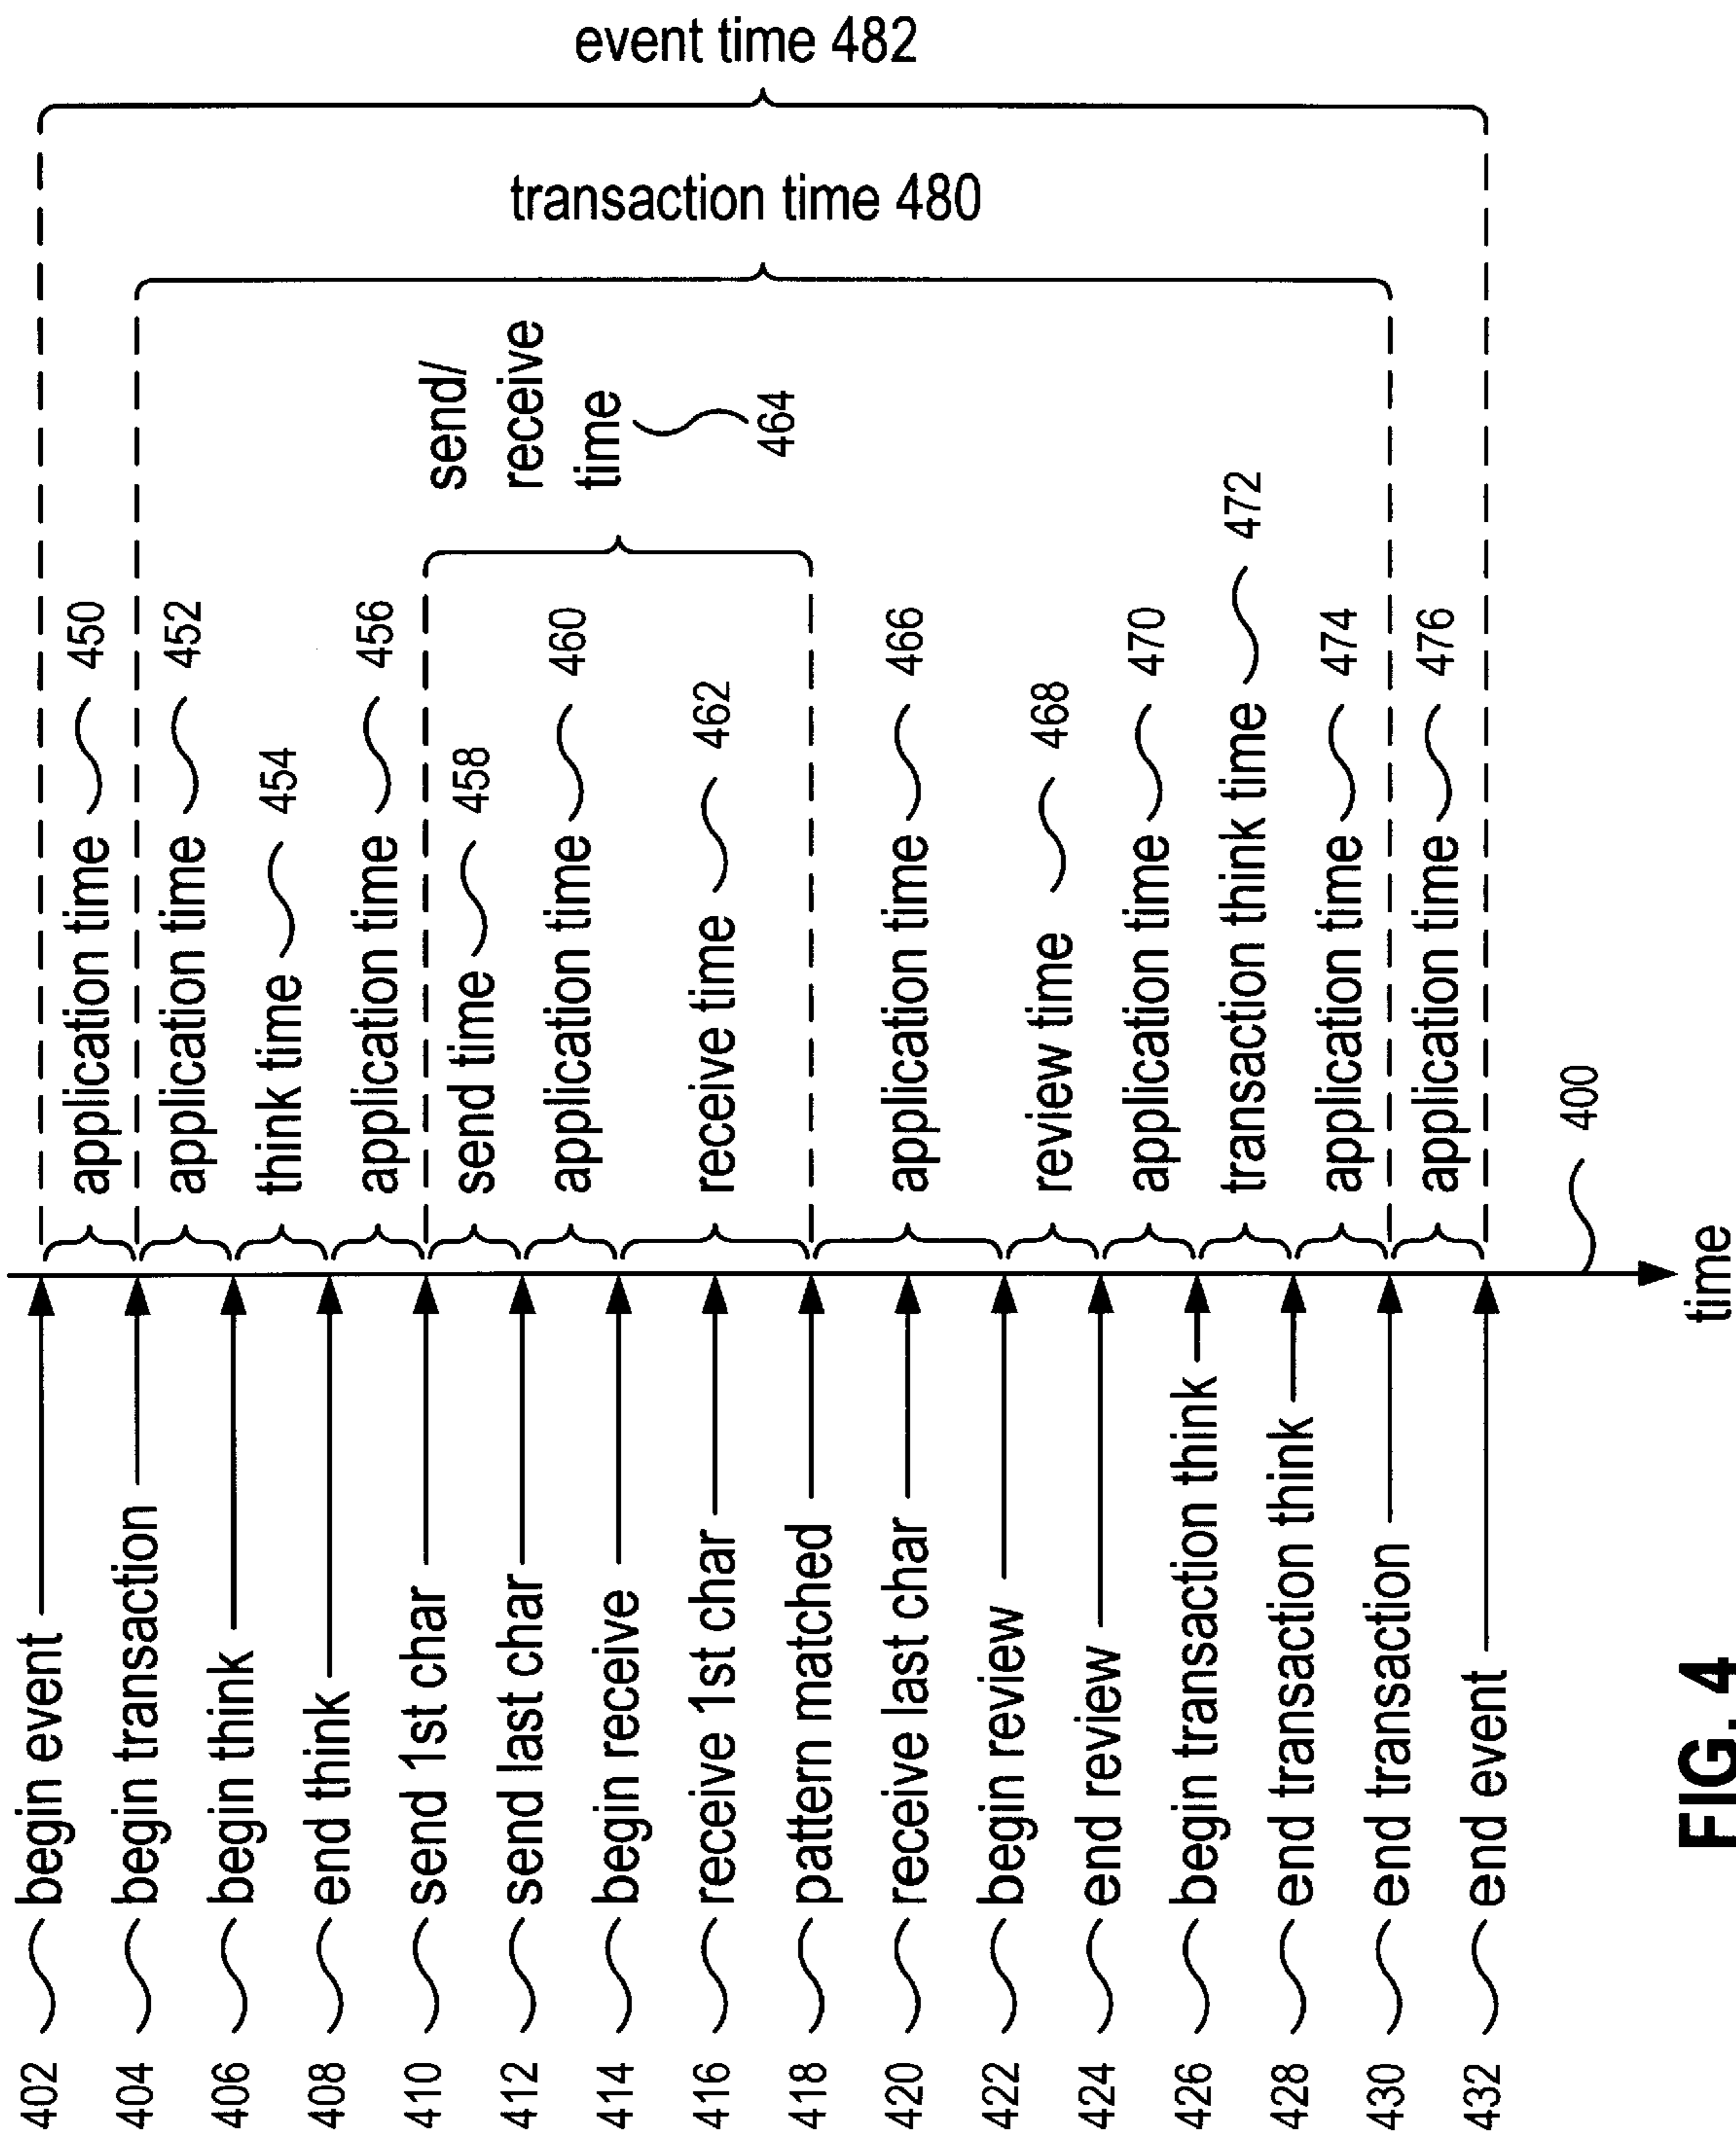 event time 482
transaction time 480
send/
receive
time
464
402 begin event
404 begin transaction
406 begin think
408 end think
410 send 1st char
412 send last char
414 begin receive
416 receive 1st char
418 pattern matched
420 receive last char
422 begin review
424 end review
426 begin transaction think
428 end transaction think
430 end transaction
432 end event
application time 450
application time 452
think time 454
application time 456
send time 458
application time 460
receive time 462
application time 466
review time 468
application time 470
transaction think time 472
application time 474
application time 476
400
time
FIG. 4